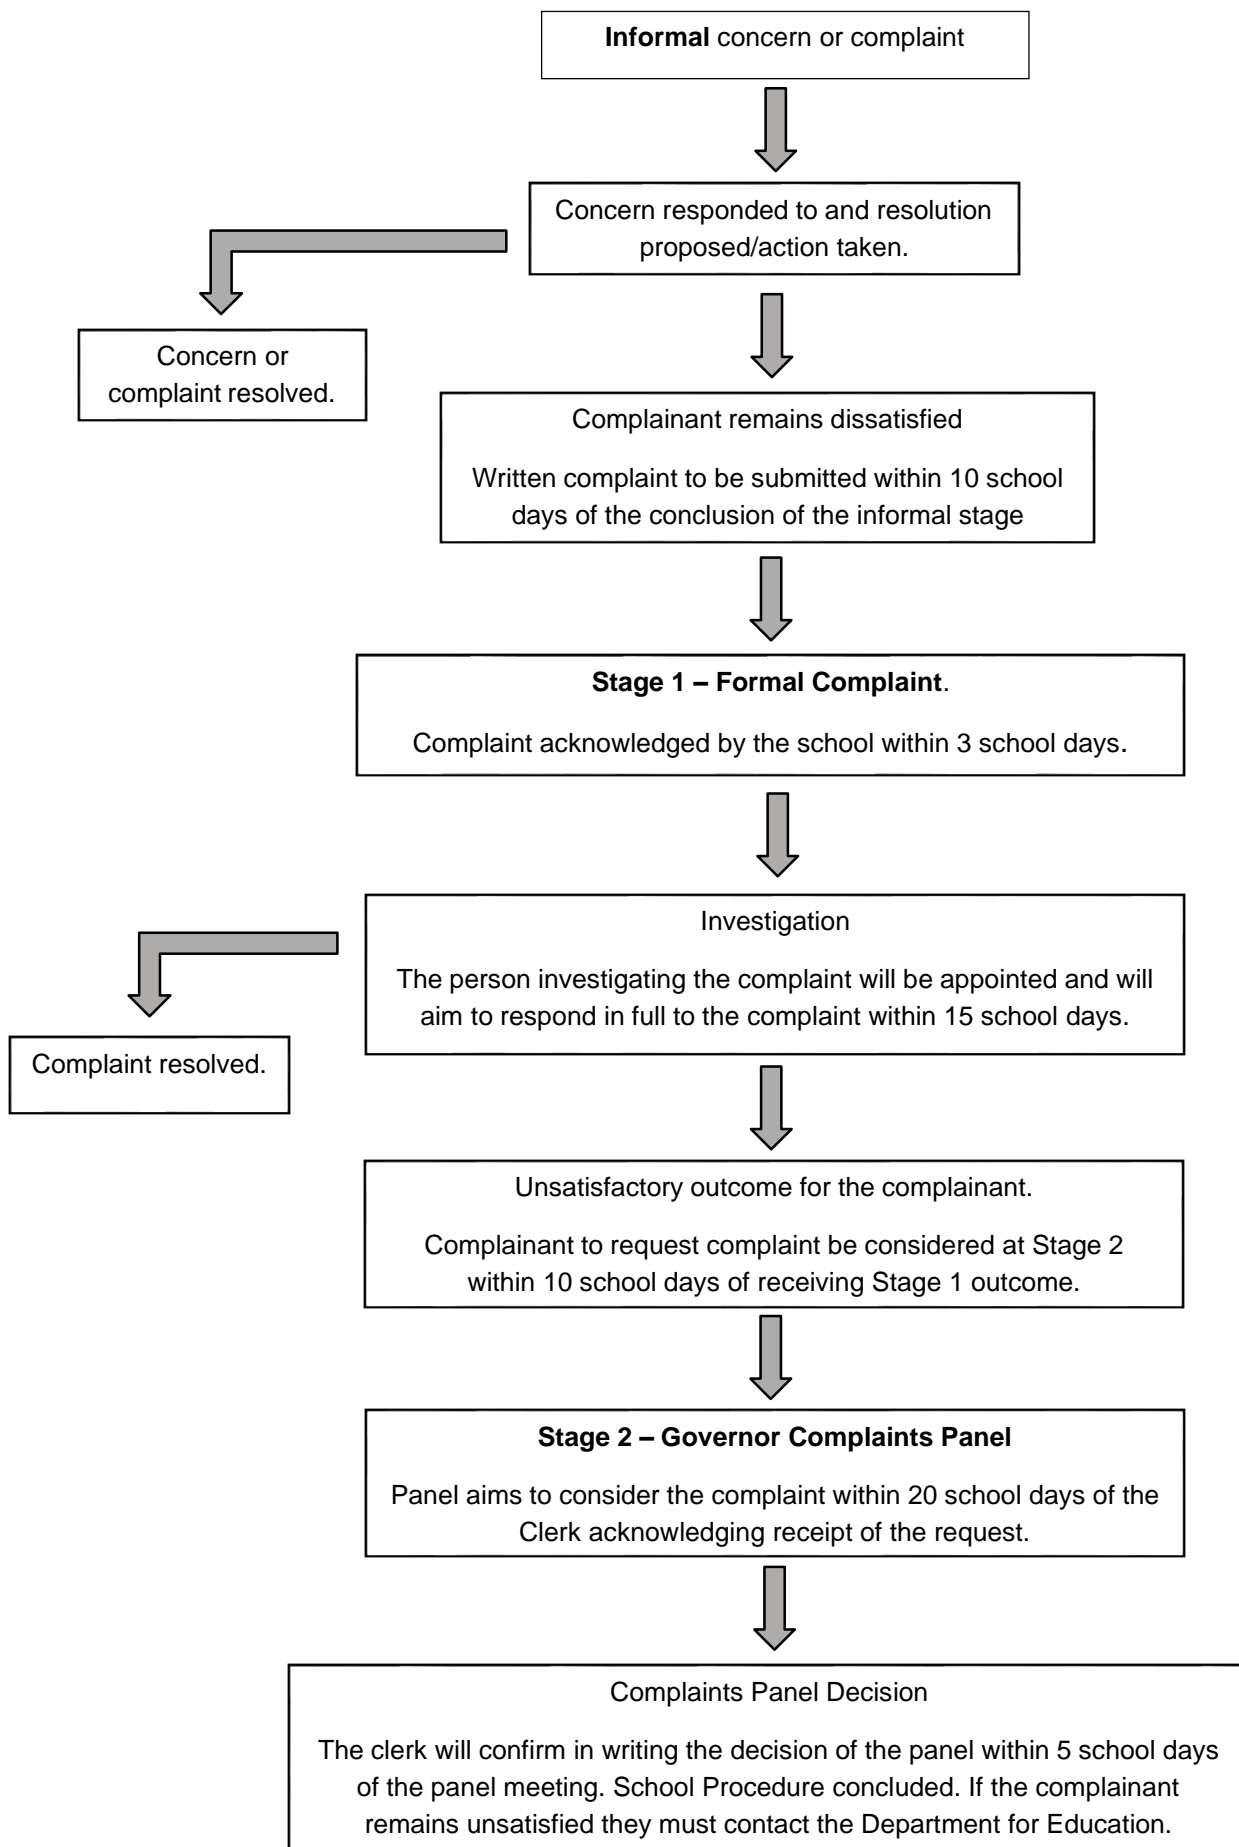 Informal concern or complaint
Concern responded to and resolution
proposed/action taken.
Concern or
complaint resolved.
Complainant remains dissatisfied
Written complaint to be submitted within 10 school
days of the conclusion of the informal stage
Stage 1 – Formal Complaint.
Complaint acknowledged by the school within 3 school days.
Investigation
The person investigating the complaint will be appointed and will
aim to respond in full to the complaint within 15 school days.
Complaint resolved.
Unsatisfactory outcome for the complainant.
Complainant to request complaint be considered at Stage 2
within 10 school days of receiving Stage 1 outcome.
Stage 2 – Governor Complaints Panel
Panel aims to consider the complaint within 20 school days of the
Clerk acknowledging receipt of the request.
Complaints Panel Decision
The clerk will confirm in writing the decision of the panel within 5 school days
of the panel meeting. School Procedure concluded. If the complainant
remains unsatisfied they must contact the Department for Education.